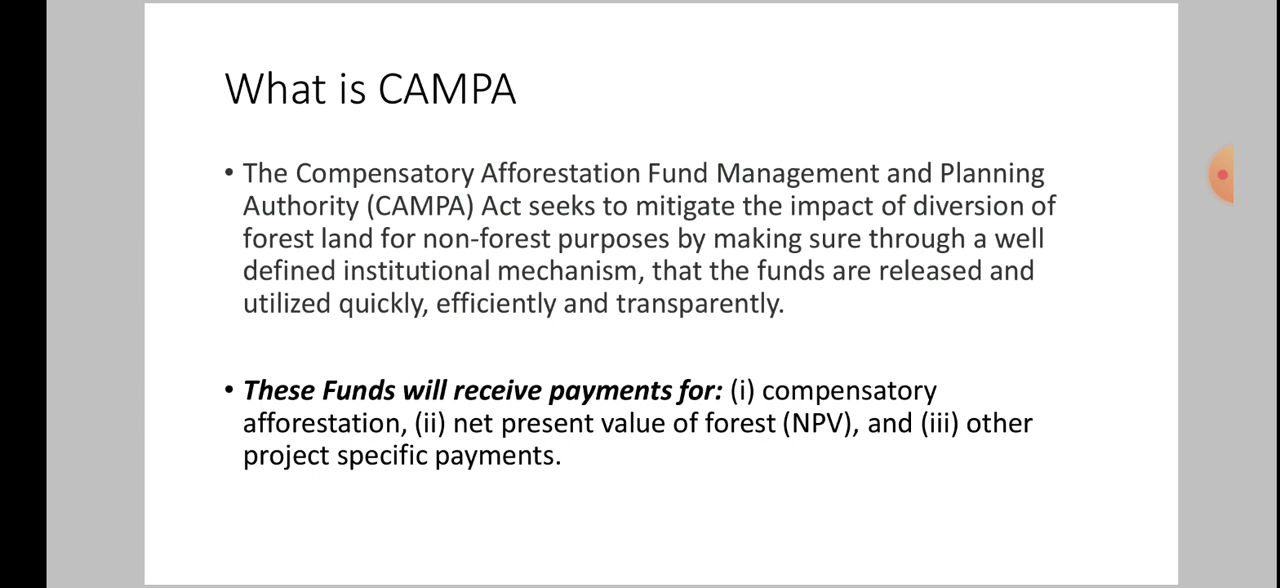 What is CAMPA
• The Compensatory Afforestation Fund Management and Planning
Authority (CAMPA) Act seeks to mitigate the impact of diversion of
forest land for non-forest purposes by making sure through a well
defined institutional mechanism, that the funds are released and
utilized quickly, efficiently and transparently.
• These Funds will receive payments for: (i) compensatory
afforestation, (ii) net present value of forest (NPV), and (iii) other
project specific payments.